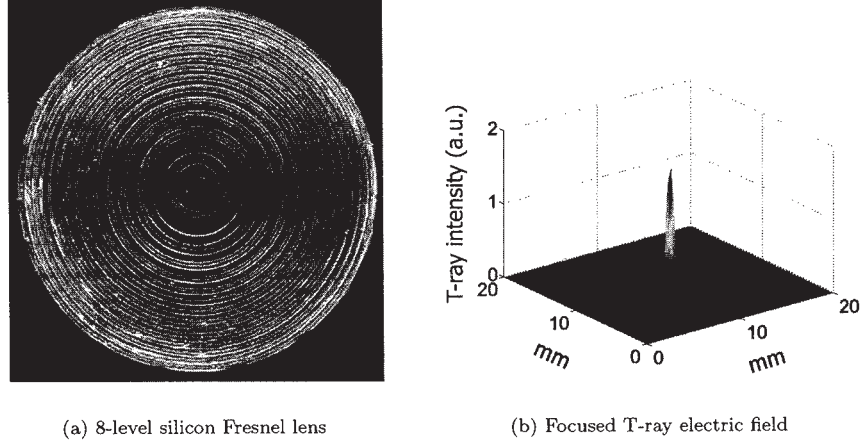 T-ray intensity (a.u.)
2
1
0
20
10
0
mm
0
10
20
mm
(a) 8-level silicon Fresnel lens
(b) Focused T-ray electric field